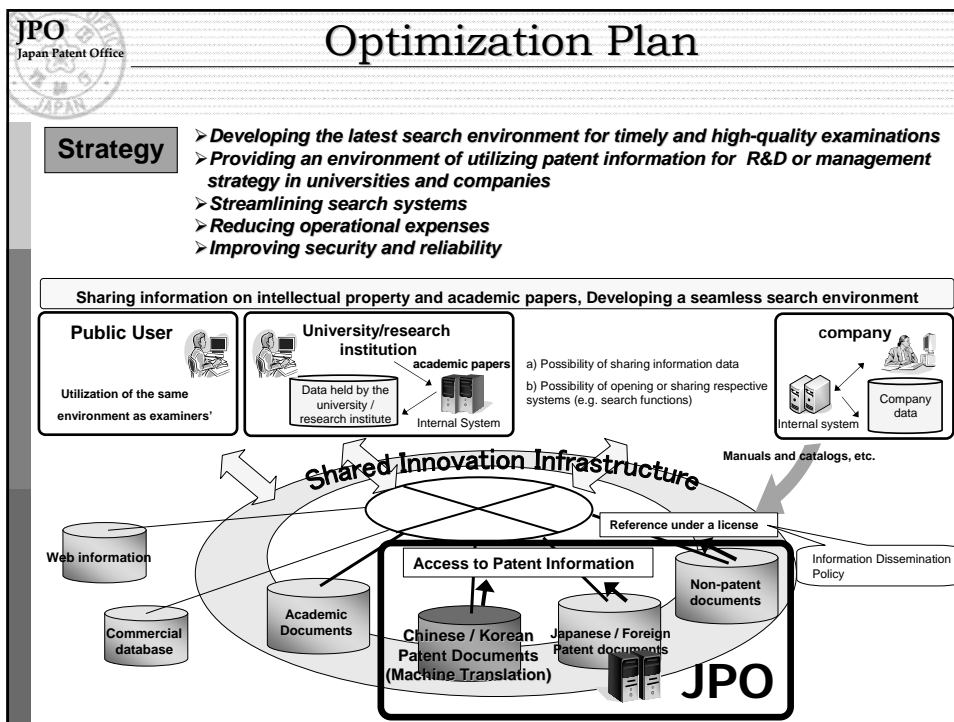 JPO
Japan Patent Office
JAPAN
Optimization Plan
Strategy
➢Developing the latest search environment for timely and high-quality examinations
➢Providing an environment of utilizing patent information for R&D or management
strategy in universities and companies
➢Streamlining search systems
➢Reducing operational expenses
➢Improving security and reliability
Sharing information on intellectual property and academic papers, Developing a seamless search environment
Public User
Utilization of the same
environment as examiners'
University/research
institution
academic papers
Data held by the
university /
research institute
Internal System
a) Possibility of sharing information data
b) Possibility of opening or sharing respective
systems (e.g. search functions)
company
Internal system
Company
data
Manuals and catalogs, etc.
Shared Innovation Infrastructure
Reference under a license
Information Dissemination
Policy
Web information
Commercial
database
Academic
Documents
Access to Patent Information
Chinese / Korean
Patent Documents
(Machine Translation)
Japanese / Foreign
Patent documents
Non-patent
documents
JPO